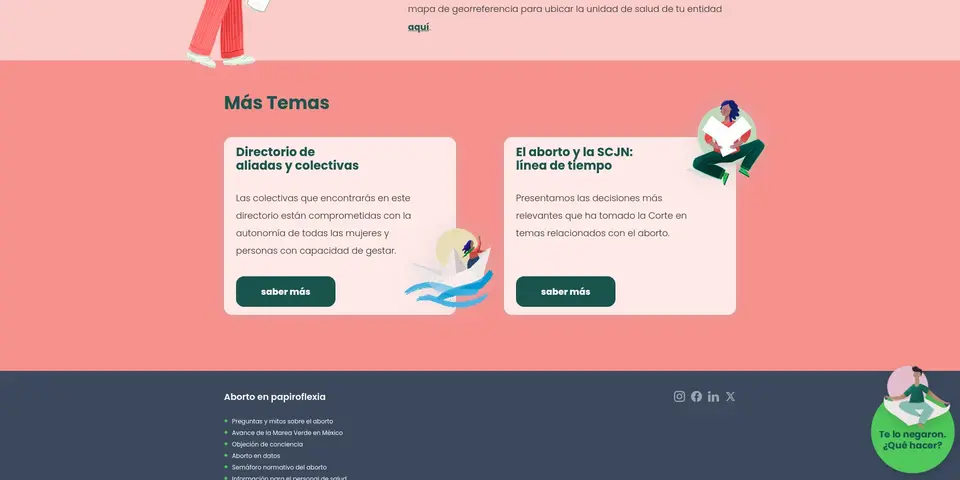 mapa de georreferencia para ubicar la unidad de salud de tu entidad
aquí.
Más Temas
Directorio de
aliadas y colectivas
Las colectivas que encontrarás en este
directorio están comprometidas con la
autonomía de todas las mujeres y
personas con capacidad de gestar.
saber más
El aborto y la SCJN:
línea de tiempo
Presentamos las decisiones más
relevantes que ha tomado la Corte en
temas relacionados con el aborto.
saber más
Aborto en papiroflexia
Preguntas y mitos sobre el aborto
Avance de la Marea Verde en México
Objeción de conciencia
Aborto en datos
Semáforo normativo del aborto
Información para el personal de salud
Te lo negaron.
¿Qué hacer?